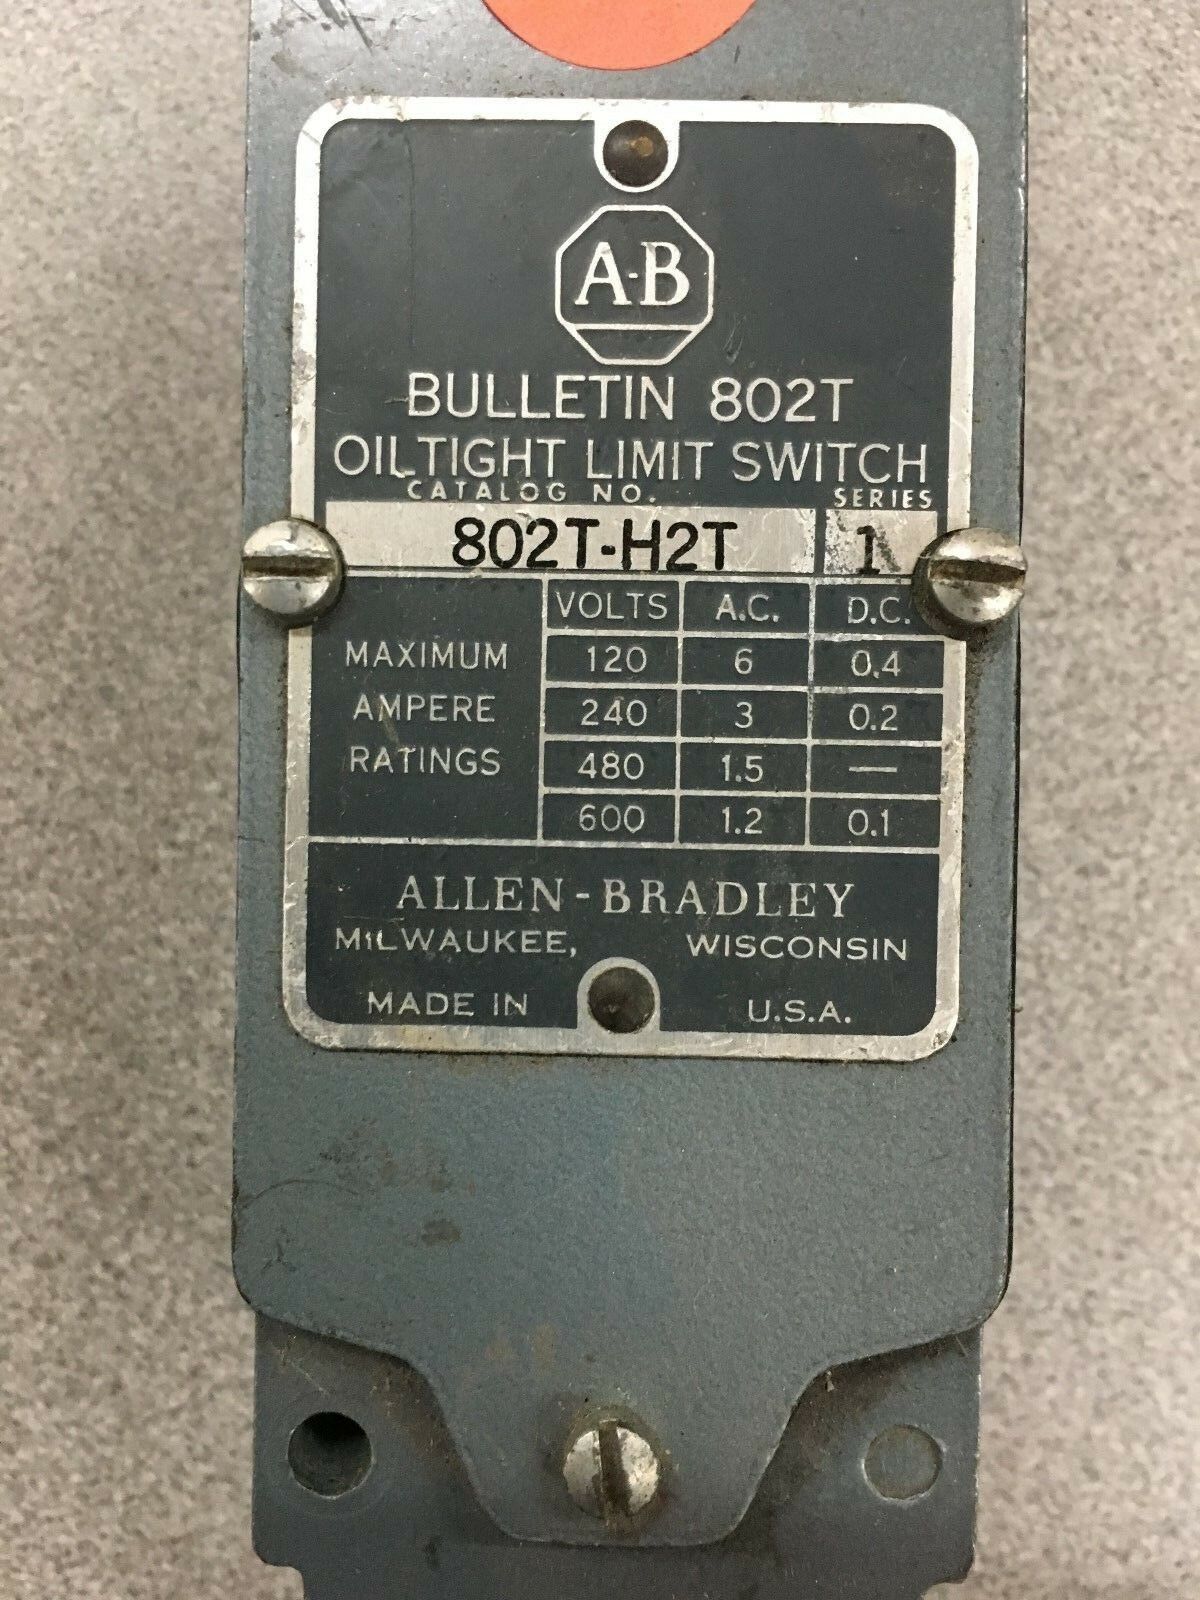 A-B
BULLETIN 802T
OILTIGHT LIMIT SWITCH
CATALOG NO. SERIES
802T-H2T 1
VOLTS A.C. D.C.
MAXIMUM 120 6 0.4
AMPERE 240 3 0.2
RATINGS 480 1.5 —
600 1.2 0.1
ALLEN-BRADLEY
MILWAUKEE, WISCONSIN
MADE IN U.S.A.